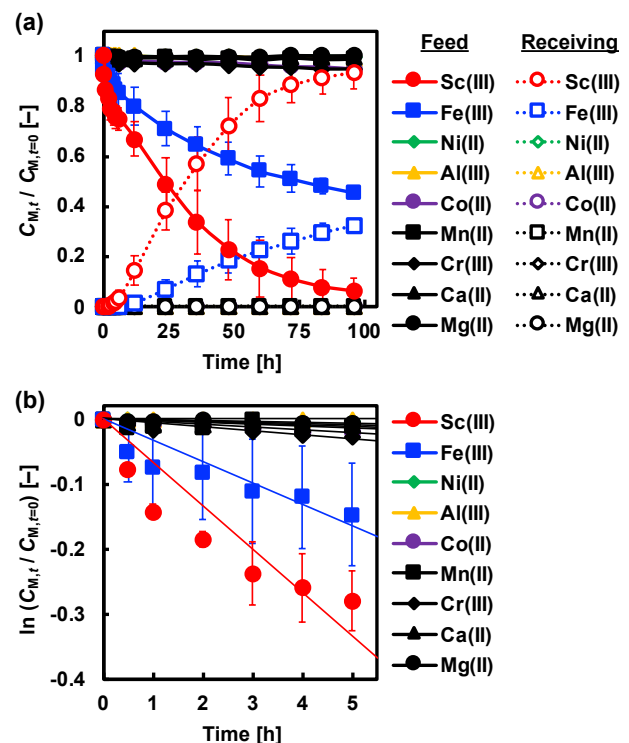 (a)
C_M,t / C_M,t=0 [–]
1
0.8
0.6
0.4
0.2
0
0 25 50 75 100
Time [h]
Feed Receiving
Sc(III) Sc(III)
Fe(III) Fe(III)
Ni(II) Ni(II)
Al(III) Al(III)
Co(II) Co(II)
Mn(II) Mn(II)
Cr(III) Cr(III)
Ca(II) Ca(II)
Mg(II) Mg(II)
(b)
ln (C_M,t / C_M,t=0) [–]
0
-0.1
-0.2
-0.3
-0.4
0 1 2 3 4 5
Time [h]
Sc(III)
Fe(III)
Ni(II)
Al(III)
Co(II)
Mn(II)
Cr(III)
Ca(II)
Mg(II)